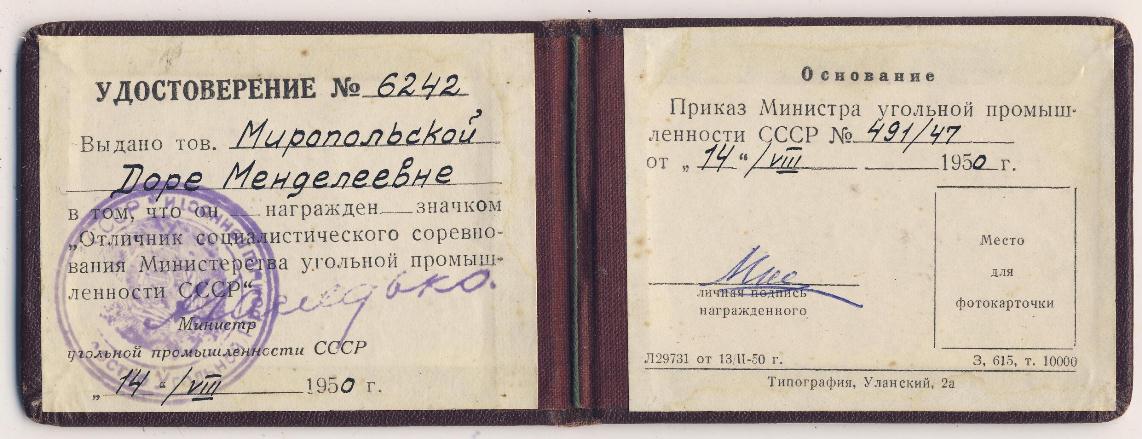 УДОСТОВЕРЕНИЕ № 6242
Выдано тов. Миропольской
Доре Менделеевне
в том, что он награжден значком
„Отличник социалистического соревно-
вания Министерства угольной промыш-
ленности СССР“
Министр
угольной промышленности СССР
„14“/VIII 1950 г.
Основание
Приказ Министра угольной промыш-
ленности СССР № 491/47
от „14“/VIII 1950 г.
личная подпись
награжденного
Место
для
фотокарточки
Л29731 от 13/II-50 г. З. 615, т. 10000
Типография, Уланский, 2а